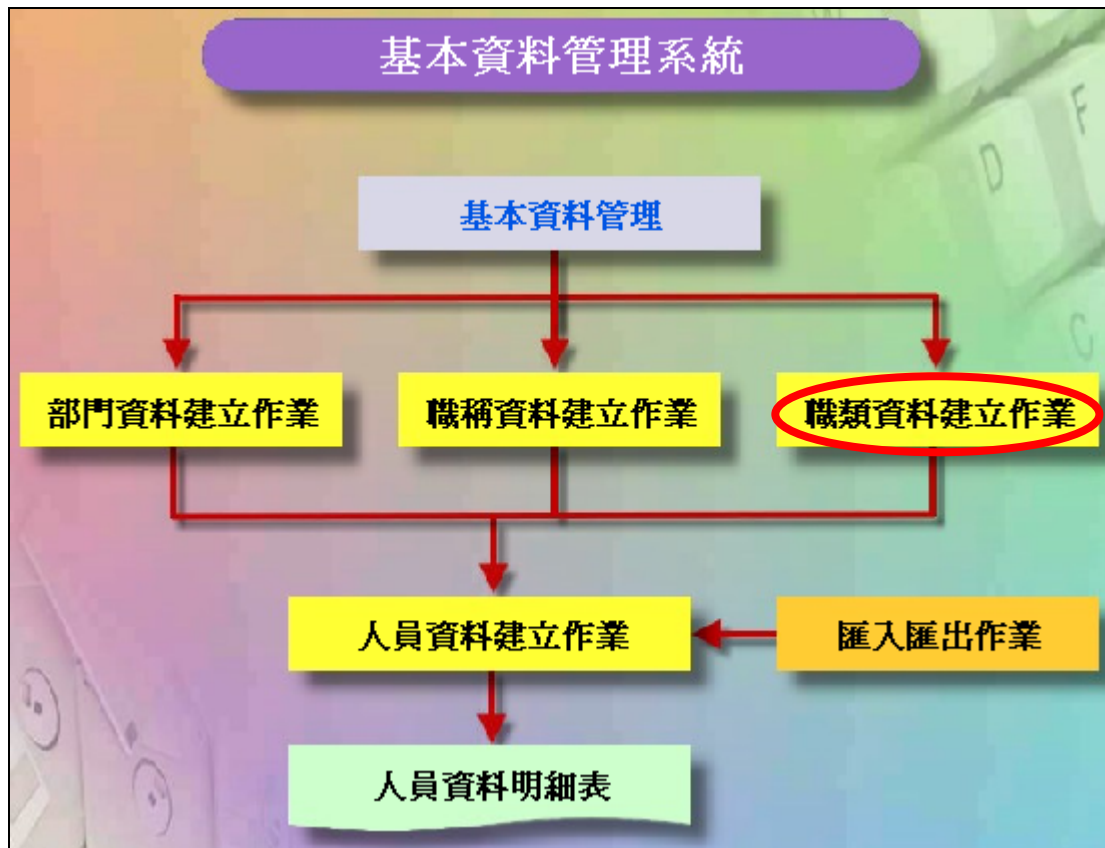 基本資料管理系統
基本資料管理
部門資料建立作業
職稱資料建立作業
職類資料建立作業
人員資料建立作業
匯入匯出作業
人員資料明細表
D
F
C